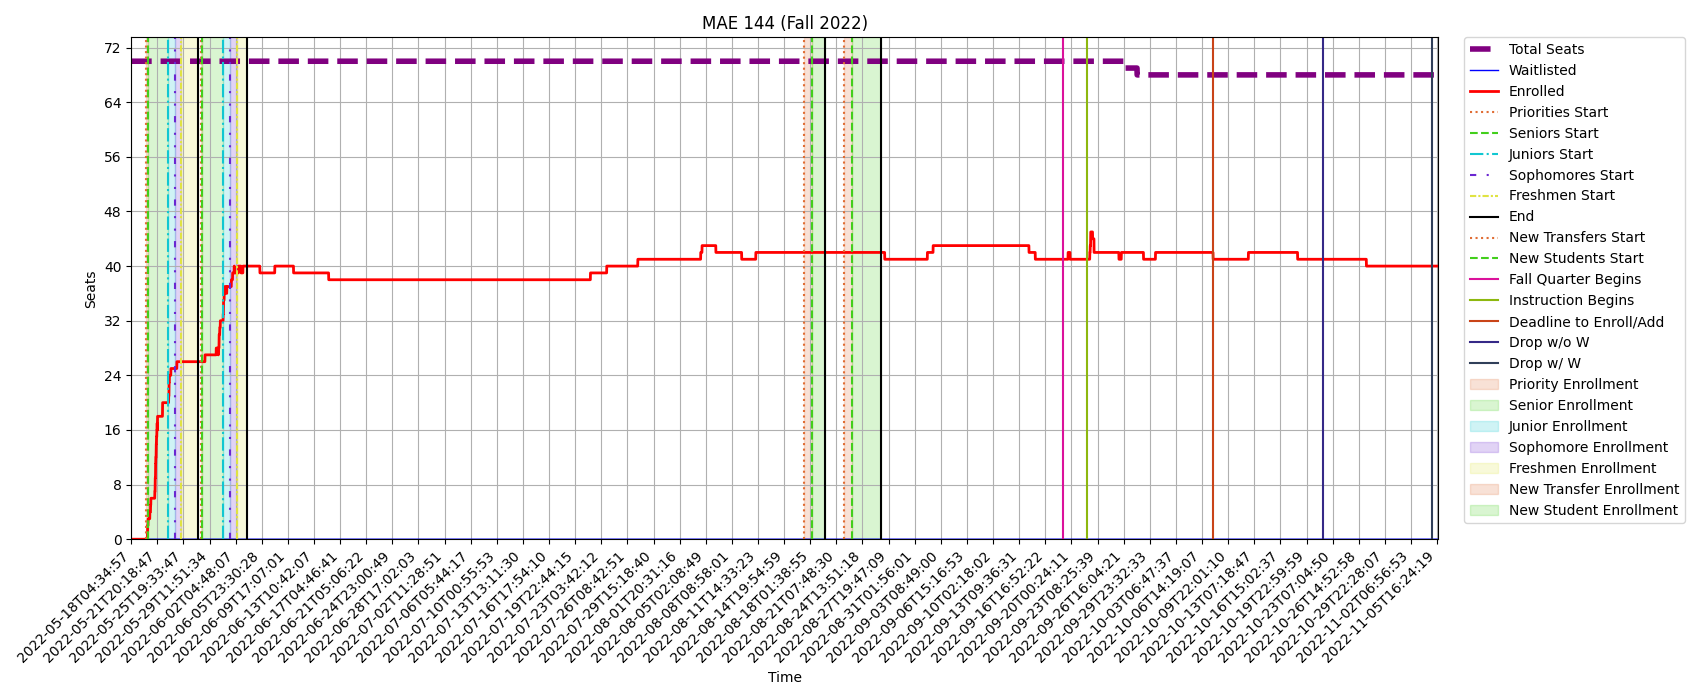 MAE 144 (Fall 2022)
72
64
56
48
40
32
24
16
8
0
Seats
2022-05-18T04:34:57
2022-05-21T20:18:47
2022-05-25T19:33:47
2022-05-29T11:51:34
2022-06-02T04:48:07
2022-06-05T23:30:28
2022-06-09T17:07:01
2022-06-13T10:42:07
2022-06-17T04:46:41
2022-06-21T05:06:22
2022-06-24T23:00:49
2022-06-28T17:02:03
2022-07-02T11:28:51
2022-07-06T05:44:17
2022-07-10T00:55:53
2022-07-13T13:11:30
2022-07-16T17:54:10
2022-07-19T22:44:15
2022-07-23T03:42:12
2022-07-26T08:42:51
2022-07-29T15:18:40
2022-08-01T20:31:16
2022-08-05T02:08:49
2022-08-08T08:58:01
2022-08-11T14:33:23
2022-08-14T19:54:59
2022-08-18T01:38:55
2022-08-21T07:48:30
2022-08-24T13:51:18
2022-08-27T19:47:09
2022-08-31T01:56:01
2022-09-03T08:49:00
2022-09-06T15:16:53
2022-09-10T02:18:02
2022-09-13T09:36:31
2022-09-16T16:52:22
2022-09-20T00:24:11
2022-09-23T08:25:39
2022-09-26T16:04:21
2022-09-29T23:32:33
2022-10-03T06:47:37
2022-10-06T14:19:07
2022-10-09T22:01:10
2022-10-13T07:18:47
2022-10-16T15:02:37
2022-10-19T22:59:59
2022-10-23T07:04:50
2022-10-26T14:52:58
2022-10-29T22:28:07
2022-11-02T06:56:53
2022-11-05T16:24:19
Time
Total Seats
Waitlisted
Enrolled
Priorities Start
Seniors Start
Juniors Start
Sophomores Start
Freshmen Start
End
New Transfers Start
New Students Start
Fall Quarter Begins
Instruction Begins
Deadline to Enroll/Add
Drop w/o W
Drop w/ W
Priority Enrollment
Senior Enrollment
Junior Enrollment
Sophomore Enrollment
Freshmen Enrollment
New Transfer Enrollment
New Student Enrollment